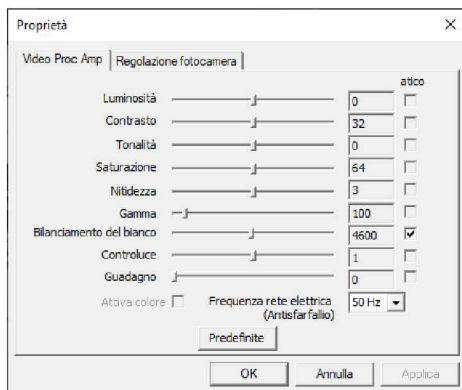 Proprietà
Video Proc Amp Regolazione fotocamera
atico
Luminosità 0
Contrasto 32
Tonalità 0
Saturazione 64
Nitidezza 3
Gamma 100
Bilanciamento del bianco 4600
Controluce 1
Guadagno 0
Attiva colore Frequenza rete elettrica 50 Hz
(Antisfarfallio)
Predefinite
OK Annulla Applica